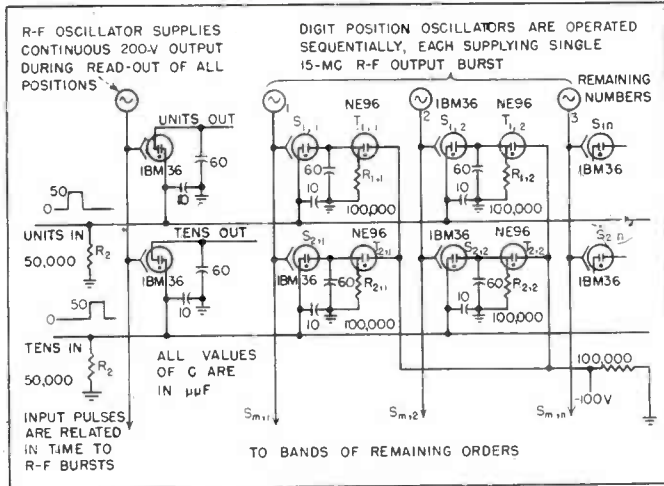 R-F OSCILLATOR SUPPLIES
CONTINUOUS 200-V OUTPUT
DURING READ-OUT OF ALL
POSITIONS
DIGIT POSITION OSCILLATORS ARE OPERATED
SEQUENTIALLY, EACH SUPPLYING SINGLE
15-MC R-F OUTPUT BURST
REMAINING
NUMBERS
1
2
3
UNITS OUT
IBM36
60
10
NE96
S1,1
T1,1
60
10
R1,1
100,000
1BM36
NE96
S1,2
T1,2
60
10
R1,2
100,000
S1n
IBM36
50
0
UNITS IN
50,000
R2
TENS OUT
IBM36
60
10
S2,1
NE96
T2,1
IBM36
60
10
R2,1
100,000
IBM36
NE96
S2,2
T2,2
60
10
R2,2
100,000
S2n
IBM36
50
0
TENS IN
50,000
R2
ALL VALUES
OF C ARE
IN μμF
100,000
-100V
INPUT PULSES
ARE RELATED
IN TIME TO
R-F BURSTS
Sm,1
Sm,2
Sm,n
TO BANDS OF REMAINING ORDERS